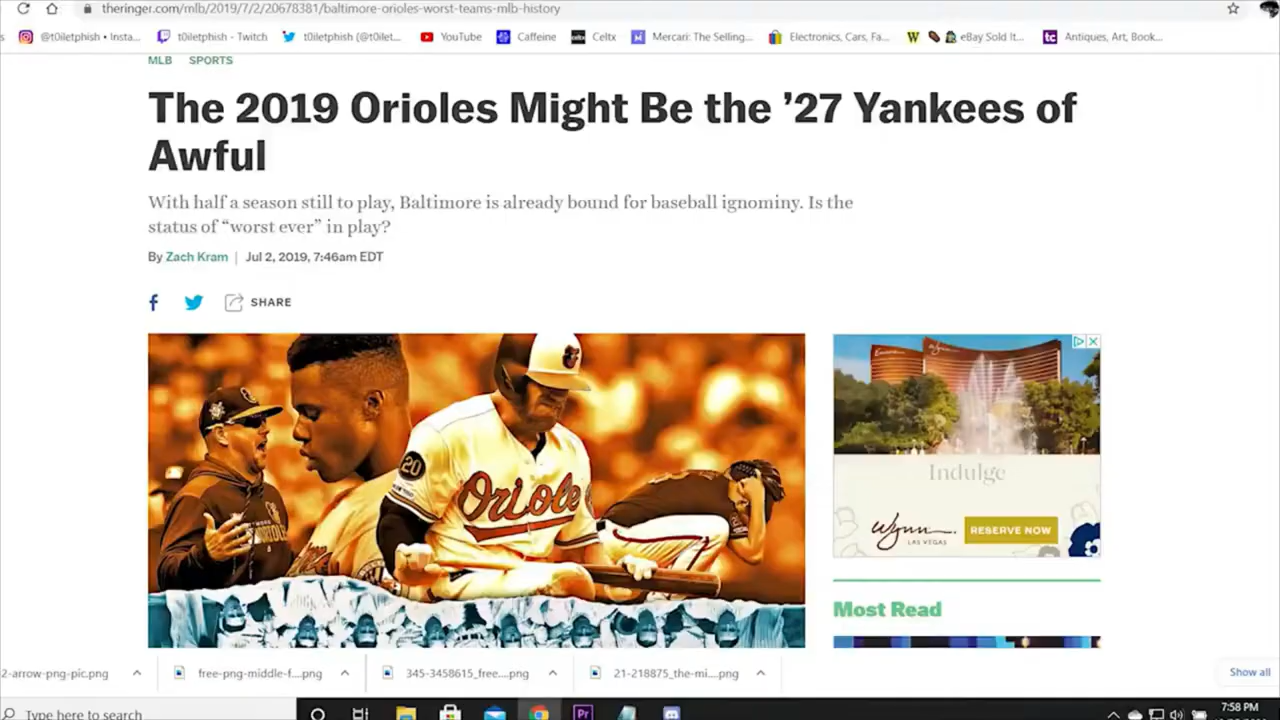 theringer.com/mlb/2019/7/2/20678381/baltimore-orioles-worst-teams-mlb-history
@t0iletphish • Insta...
t0iletphish - Twitch
t0iletphish (@t0ilet...
YouTube
Caffeine
Celtx
Mercari: The Selling...
Electronics, Cars, Fa...
eBay Sold It...
Antiques, Art, Book...
MLB SPORTS
The 2019 Orioles Might Be the ’27 Yankees of
Awful
With half a season still to play, Baltimore is already bound for baseball ignominy. Is the
status of “worst ever” in play?
By Zach Kram | Jul 2, 2019, 7:46am EDT
SHARE
20
Orioles
Indulge
Wynn
LAS VEGAS
RESERVE NOW
Most Read
2-arrow-png-pic.png
free-png-middle-f....png
345-3458615_free....png
21-218875_the-mi....png
Show all
Type here to search
Pr
7:58 PM